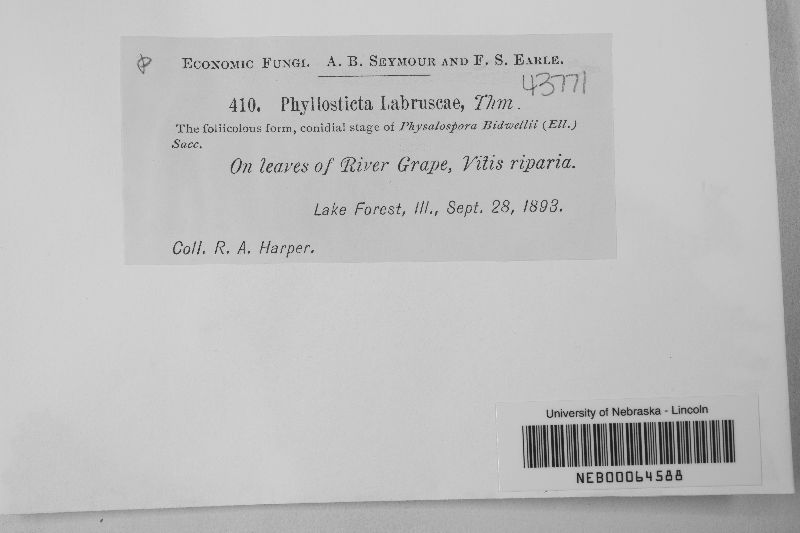 Economic Fungi. A. B. Seymour and F. S. Earle.
43771
410. Phyllosticta Labruscae, Thm.
The foliicolous form, conidial stage of Physalospora Bidwellii (Ell.)
Sacc.
On leaves of River Grape, Vitis riparia.
Lake Forest, Ill., Sept. 28, 1893.
Coll. R. A. Harper.
University of Nebraska - Lincoln
NEB00064588